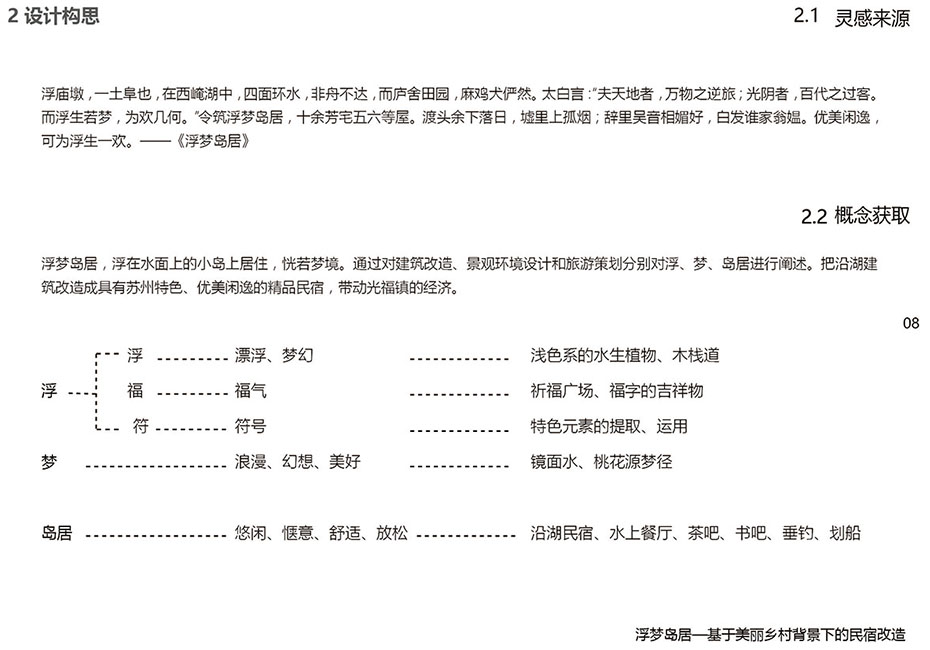 2 设计构思
2.1 灵感来源
浮庙墩，一土阜也，在西崦湖中，四面环水，非舟不达，而庐舍田园，麻鸡犬俨然。太白言：“夫天地者，万物之逆旅；光阴者，百代之过客。
而浮生若梦，为欢几何。”令筑浮梦岛居，十余芳宅五六等屋。渡头余下落日，墟里上孤烟；辞里吴音相媚好，白发谁家翁媪。优美闲逸，
可为浮生一欢。——《浮梦岛居》
2.2 概念获取
浮梦岛居，浮在水面上的小岛上居住，恍若梦境。通过对建筑改造、景观环境设计和旅游策划分别对浮、梦、岛居进行阐述。把沿湖建
筑改造成具有苏州特色、优美闲逸的精品民宿，带动光福镇的经济。
08
浮 漂浮、梦幻 浅色系的水生植物、木栈道
浮 福 福气 祈福广场、福字的吉祥物
符 符号 特色元素的提取、运用
梦 浪漫、幻想、美好 镜面水、桃花源梦径
岛居 悠闲、惬意、舒适、放松 沿湖民宿、水上餐厅、茶吧、书吧、垂钓、划船
浮梦岛居—基于美丽乡村背景下的民宿改造